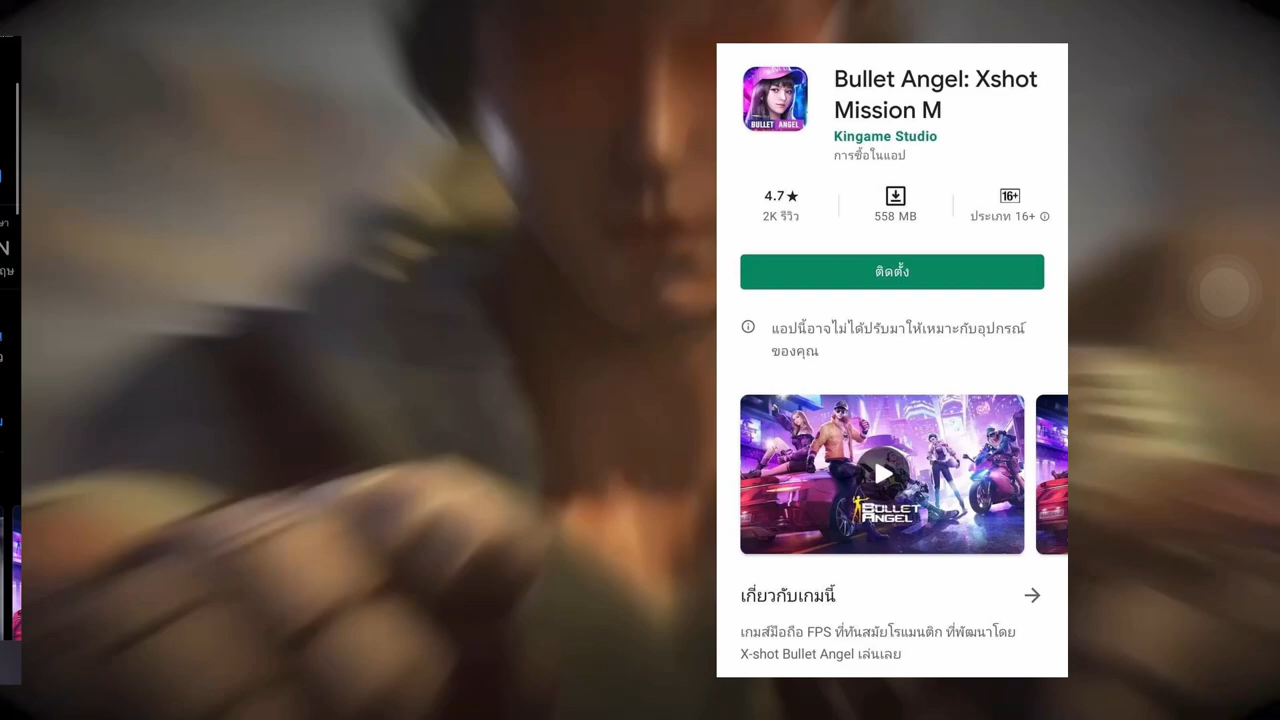 Bullet Angel: Xshot
Mission M
Kingame Studio
การซื้อในแอป
4.7★
2K รีวิว
558 MB
16+
ประเภท 16+
ติดตั้ง
แอปนี้อาจไม่ได้ปรับมาให้เหมาะกับอุปกรณ์
ของคุณ
BULLET ANGEL
BULLET
ANGEL
เกี่ยวกับเกมนี้
เกมส์มือถือ FPS ที่ทันสมัยโรแมนติก ที่พัฒนาโดย
X-shot Bullet Angel เล่นเลย